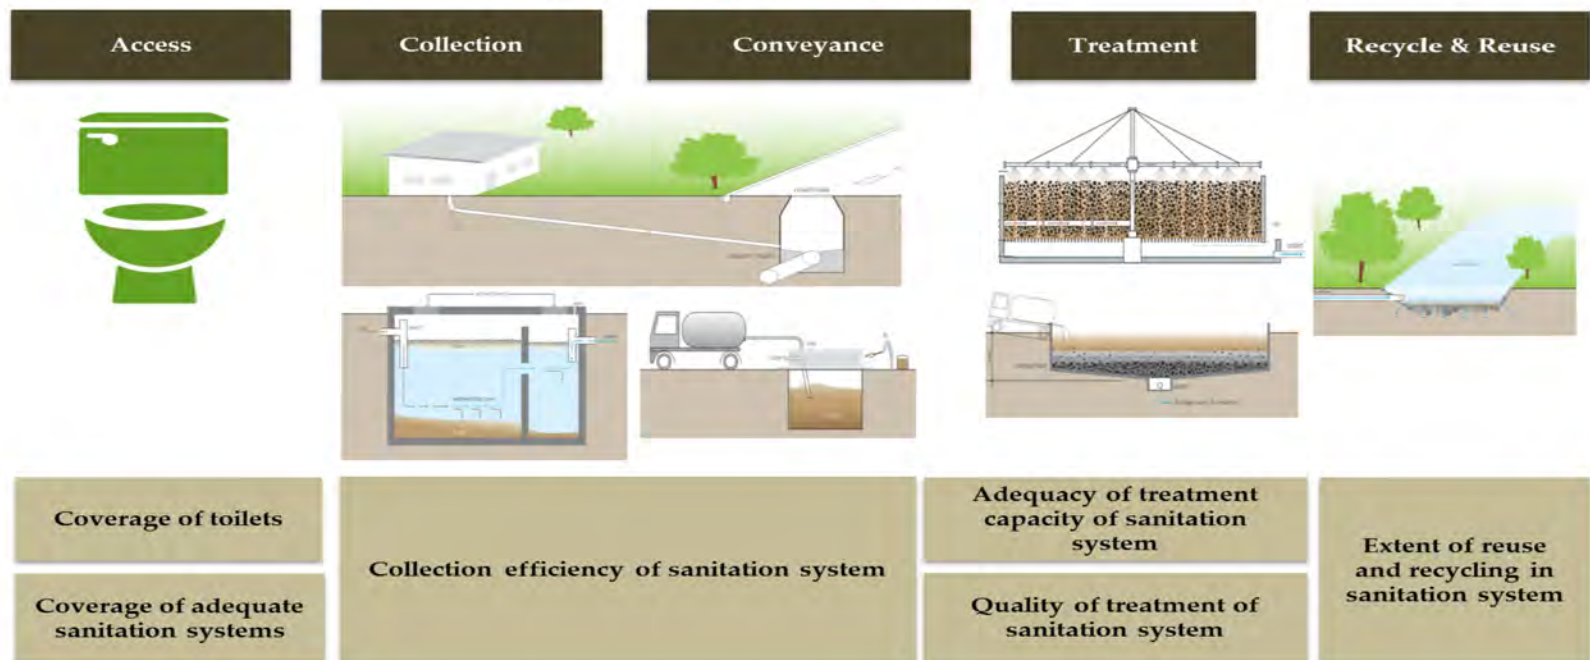 Access
Collection
Conveyance
Treatment
Recycle & Reuse
Coverage of toilets
Coverage of adequate
sanitation systems
Collection efficiency of sanitation system
Adequacy of treatment
capacity of sanitation
system
Quality of treatment of
sanitation system
Extent of reuse
and recycling in
sanitation system